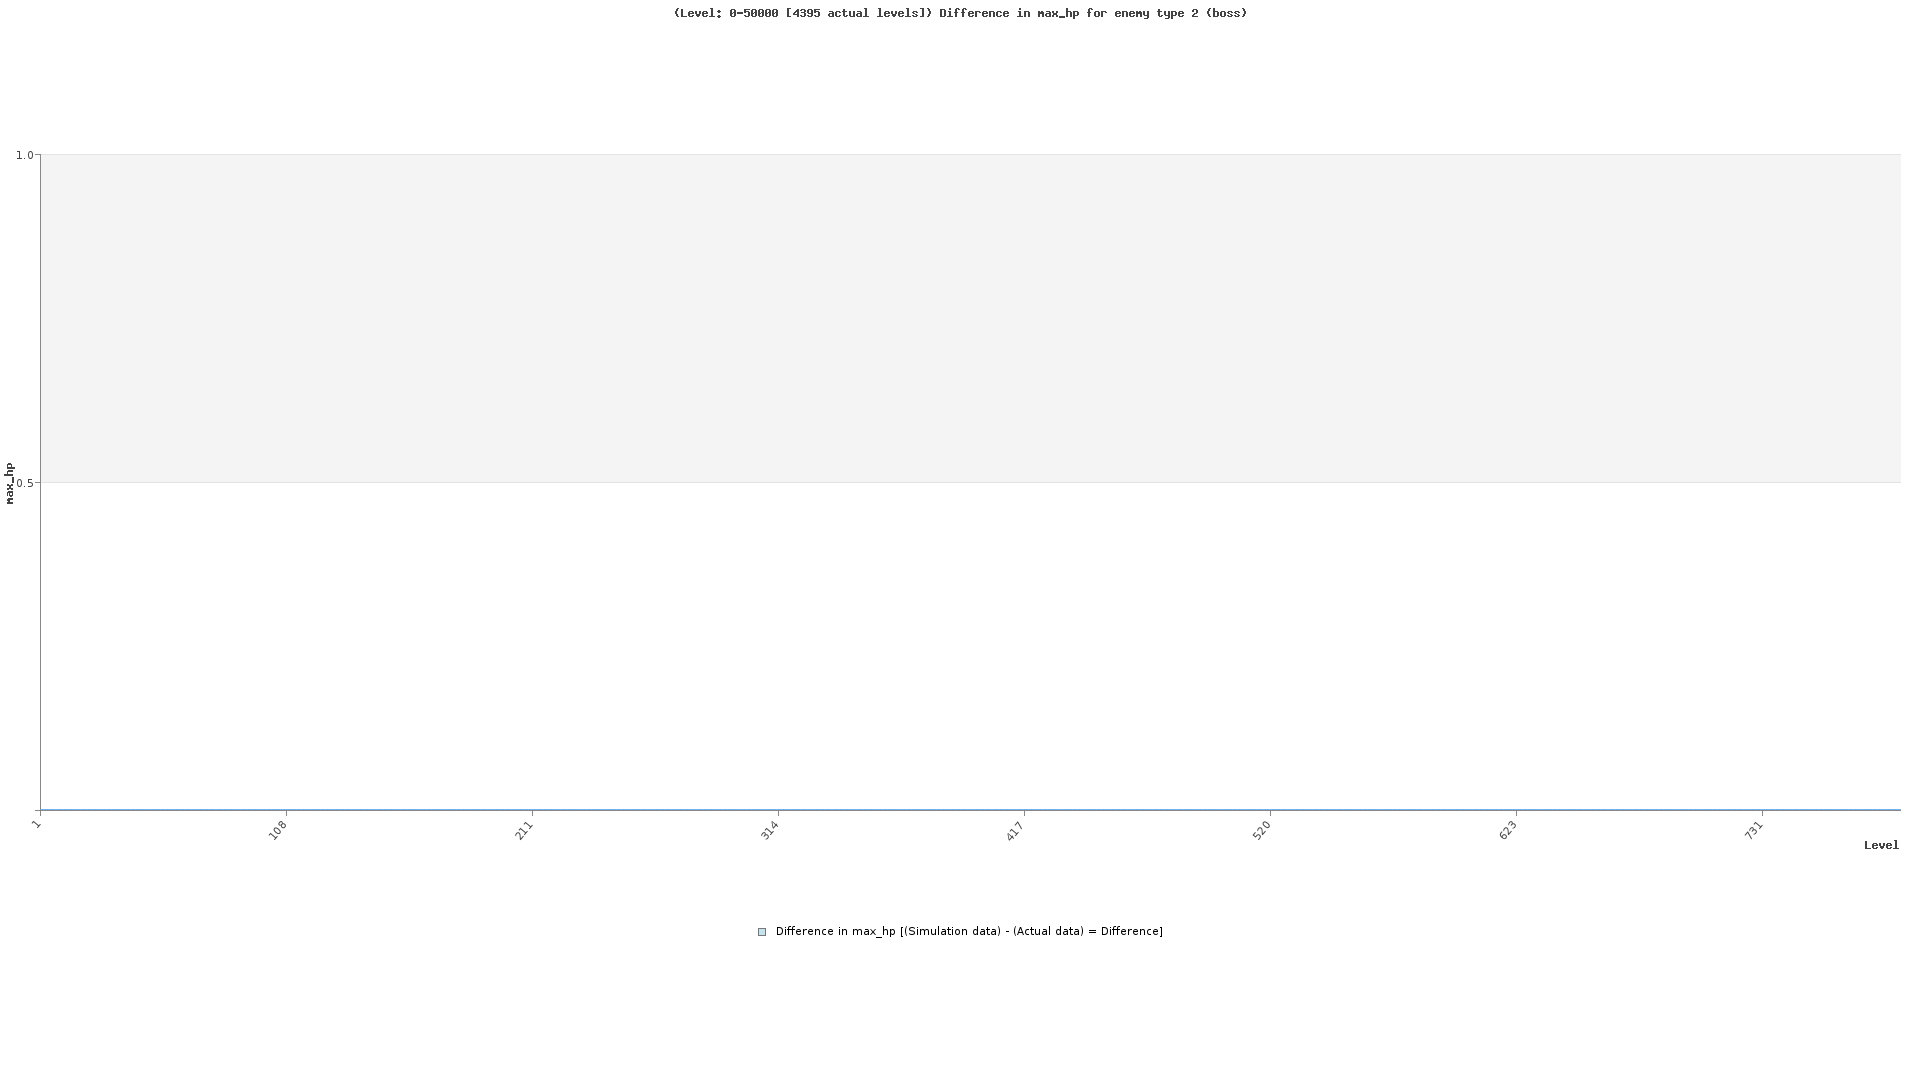 (Level: 0-50000 [4395 actual levels]) Difference in max_hp for enemy type 2 (boss)
1.0
max_hp
0.5
1
108
211
314
417
520
623
731
Level
Difference in max_hp [(Simulation data) - (Actual data) = Difference]